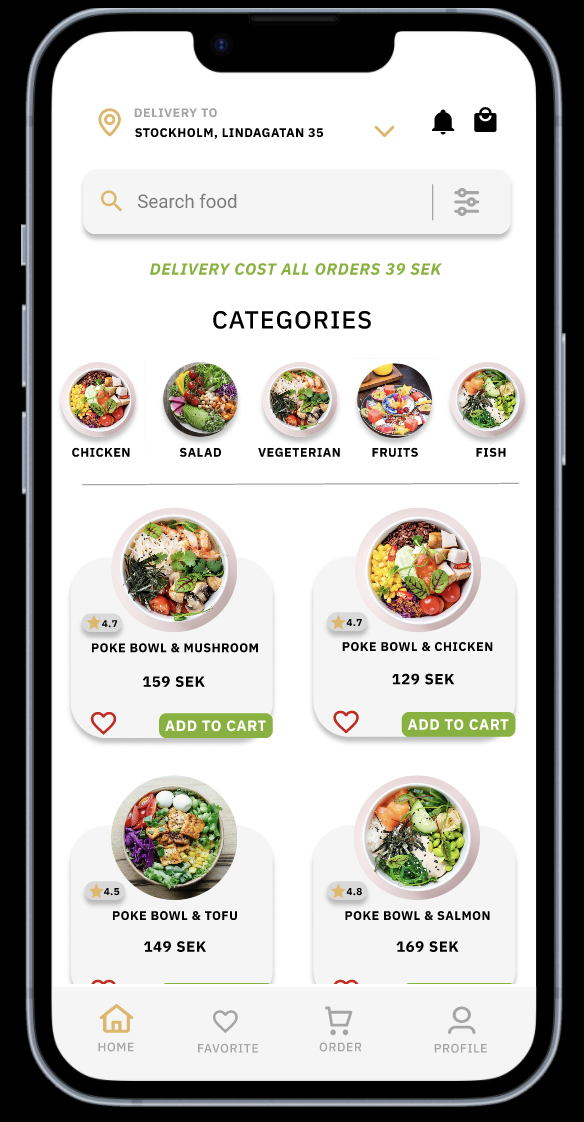 DELIVERY TO
STOCKHOLM, LINDAGATAN 35
Search food
DELIVERY COST ALL ORDERS 39 SEK
CATEGORIES
CHICKEN
SALAD
VEGETERIAN
FRUITS
FISH
4.7
POKE BOWL & MUSHROOM
159 SEK
ADD TO CART
4.7
POKE BOWL & CHICKEN
129 SEK
ADD TO CART
4.5
POKE BOWL & TOFU
149 SEK
4.8
POKE BOWL & SALMON
169 SEK
HOME
FAVORITE
ORDER
PROFILE